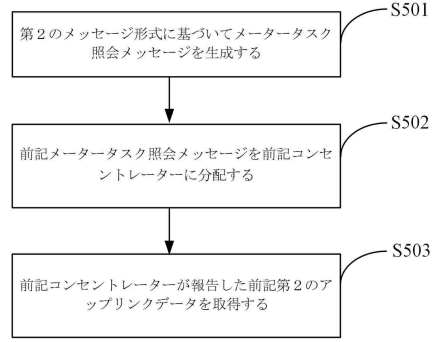 S501
第2のメッセージ形式に基づいてメータータスク
照会メッセージを生成する
S502
前記メータータスク照会メッセージを前記コンセ
ントレーターに分配する
S503
前記コンセントレーターが報告した前記第2のア
ップリンクデータを取得する